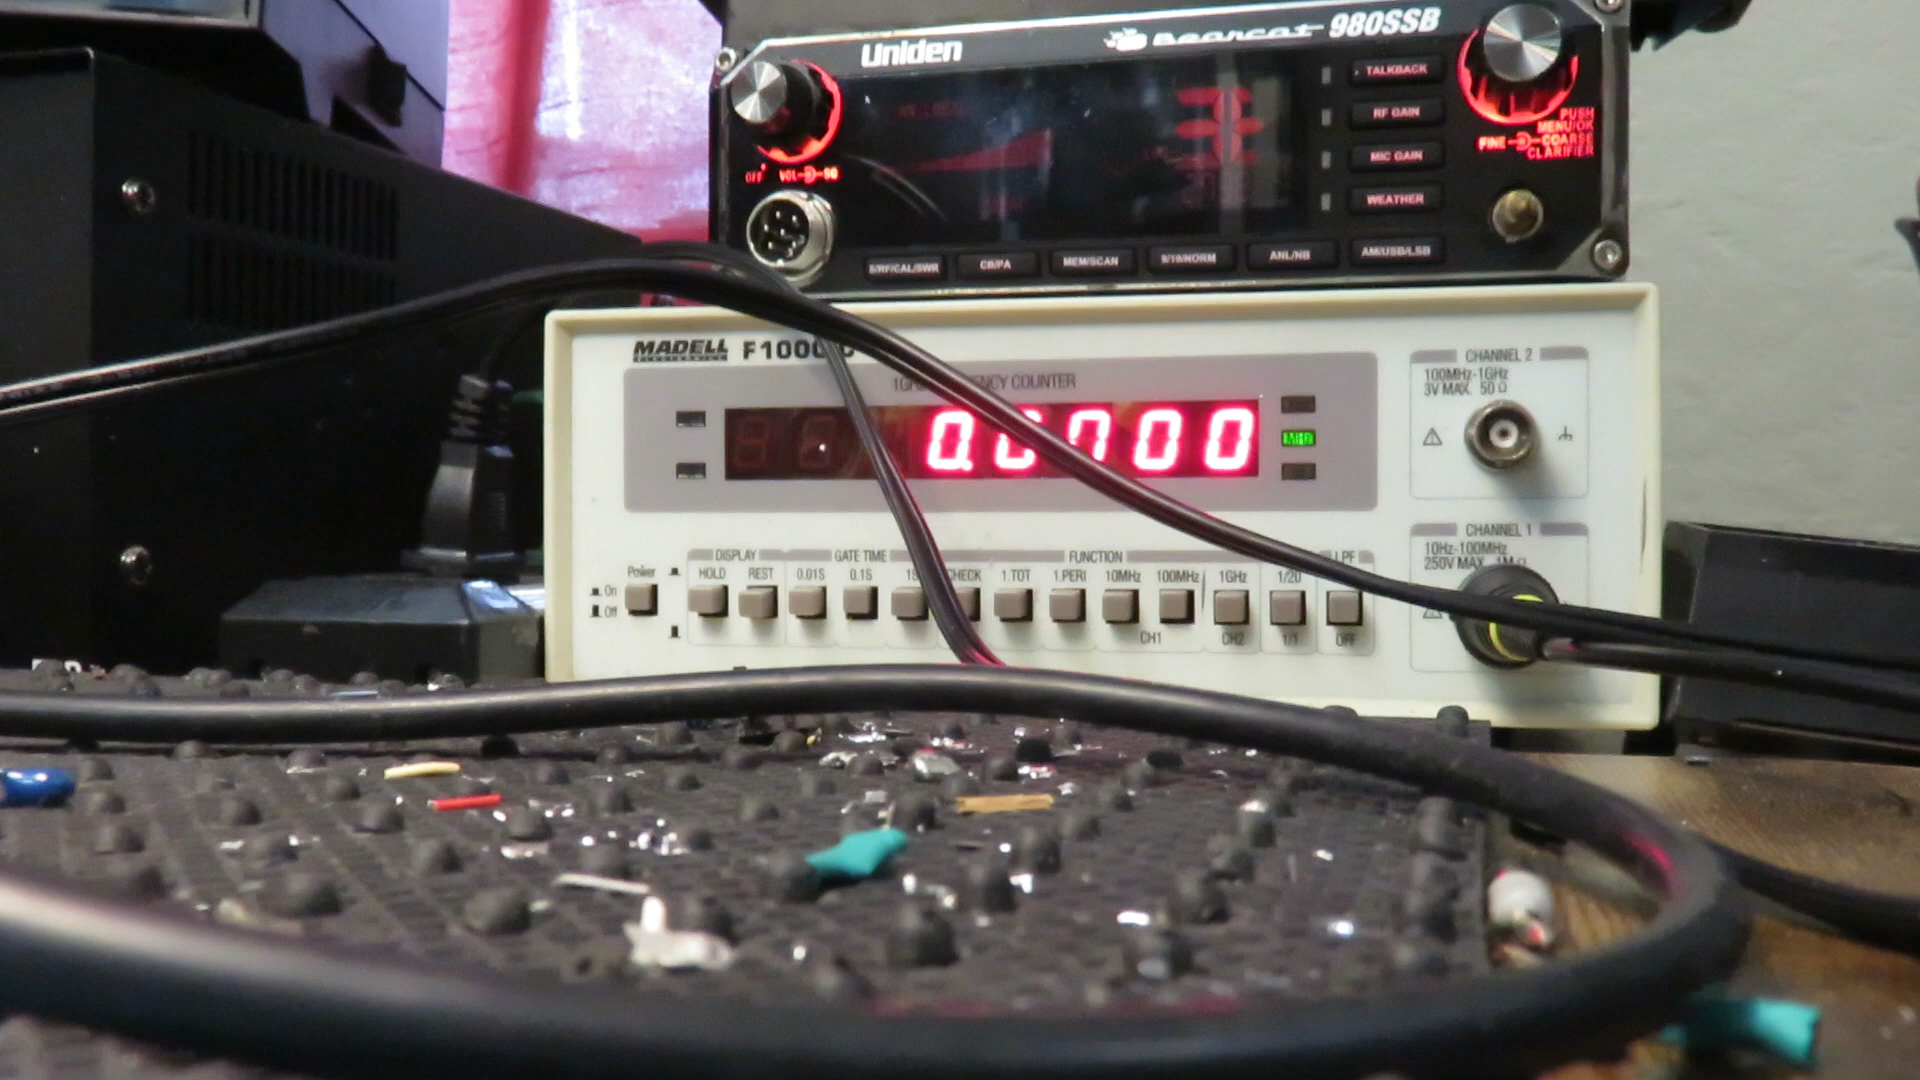 Uniden
Bearcat 980SSB
TALKBACK
RF GAIN
MIC GAIN
WEATHER
PUSH
MENU/OK
FINE COARSE
CLARIFIER
OFF VOL SQ
S/RF/CAL/SWR CB/PA MEM/SCAN 9/19/NORM ANL/NB AM/USB/LSB
MADELL F1000
ELECTRONICS
COUNTER
0.0000
CHANNEL 2
100MHz-1GHz
3V MAX. 50 Ω
CHANNEL 1
10Hz-100MHz
250V MAX. 1M Ω
Power
On
Off
DISPLAY GATE TIME FUNCTION LPF
HOLD REST 0.01S 0.1S CHECK 1.TOT 1.PERI 10MHz 100MHz 1GHz 1/20
CH1 CH2 1/1 OFF